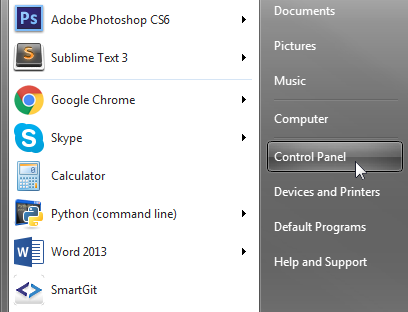 Adobe Photoshop CS6
Sublime Text 3
Google Chrome
Skype
Calculator
Python (command line)
Word 2013
SmartGit
Documents
Pictures
Music
Computer
Control Panel
Devices and Printers
Default Programs
Help and Support